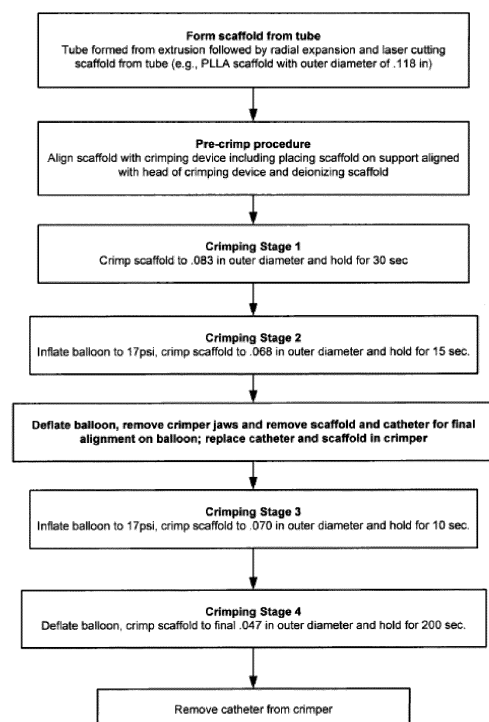 Form scaffold from tube
Tube formed from extrusion followed by radial expansion and laser cutting
scaffold from tube (e.g., PLLA scaffold with outer diameter of .118 in)
Pre-crimp procedure
Align scaffold with crimping device including placing scaffold on support aligned
with head of crimping device and deionizing scaffold
Crimping Stage 1
Crimp scaffold to .083 in outer diameter and hold for 30 sec
Crimping Stage 2
Inflate balloon to 17psi, crimp scaffold to .068 in outer diameter and hold for 15 sec.
Deflate balloon, remove crimper jaws and remove scaffold and catheter for final
alignment on balloon; replace catheter and scaffold in crimper
Crimping Stage 3
Inflate balloon to 17psi, crimp scaffold to .070 in outer diameter and hold for 10 sec.
Crimping Stage 4
Deflate balloon, crimp scaffold to final .047 in outer diameter and hold for 200 sec.
Remove catheter from crimper